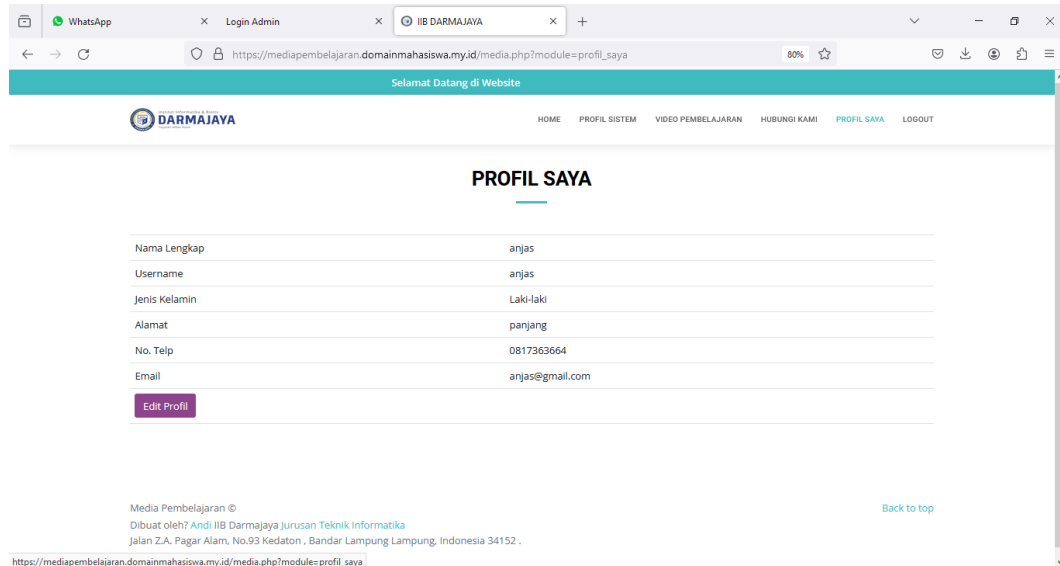 WhatsApp
Login Admin
IIB DARMAJAYA
https://mediapembelajaran.domainmahasiswa.my.id/media.php?module=profil_saya
80%
Selamat Datang di Website
Institut Informatika & Bisnis
DARMAJAYA
HOME PROFIL SISTEM VIDEO PEMBELAJARAN HUBUNGI KAMI PROFIL SAYA LOGOUT
PROFIL SAYA
Nama Lengkap anjas
Username anjas
Jenis Kelamin Laki-laki
Alamat panjang
No. Telp 0817363664
Email anjas@gmail.com
Edit Profil
Media Pembelajaran © Back to top
Dibuat oleh? Andi IIB Darmajaya Jurusan Teknik Informatika
Jalan Z.A. Pagar Alam, No.93 Kedaton , Bandar Lampung Lampung, Indonesia 34152 .
https://mediapembelajaran.domainmahasiswa.my.id/media.php?module=profil_saya